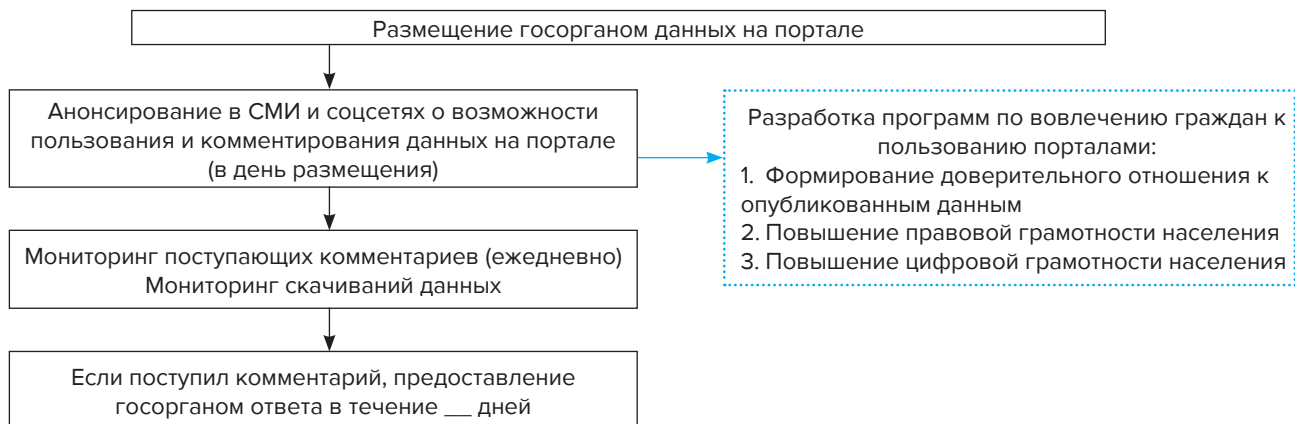 Размещение госорганом данных на портале
Анонсирование в СМИ и соцсетях о возможности
пользования и комментирования данных на портале
(в день размещения)
Разработка программ по вовлечению граждан к
пользованию порталами:
1. Формирование доверительного отношения к
опубликованным данным
2. Повышение правовой грамотности населения
3. Повышение цифровой грамотности населения
Мониторинг поступающих комментариев (ежедневно)
Мониторинг скачиваний данных
Если поступил комментарий, предоставление
госорганом ответа в течение __ дней